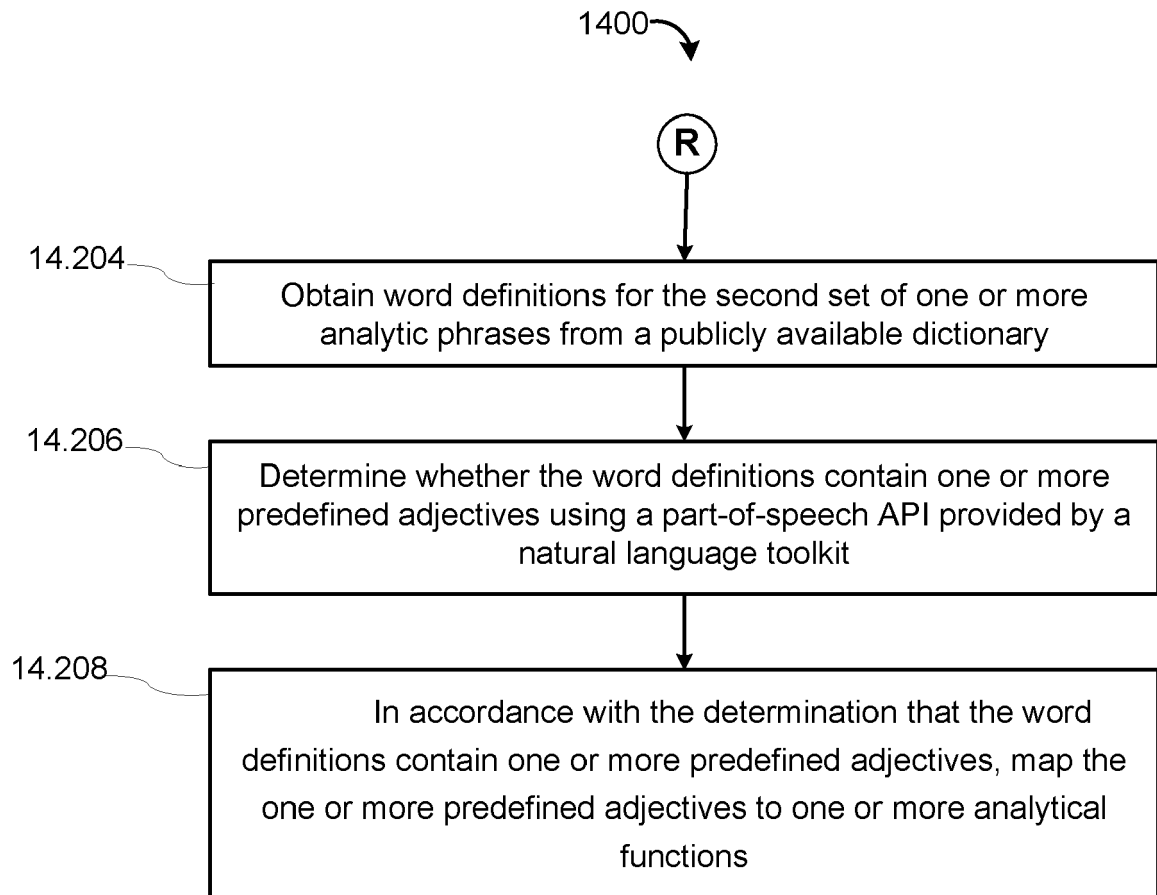 1400
R
14.204
Obtain word definitions for the second set of one or more
analytic phrases from a publicly available dictionary
14.206
Determine whether the word definitions contain one or more
predefined adjectives using a part-of-speech API provided by a
natural language toolkit
14.208
In accordance with the determination that the word
definitions contain one or more predefined adjectives, map the
one or more predefined adjectives to one or more analytical
functions